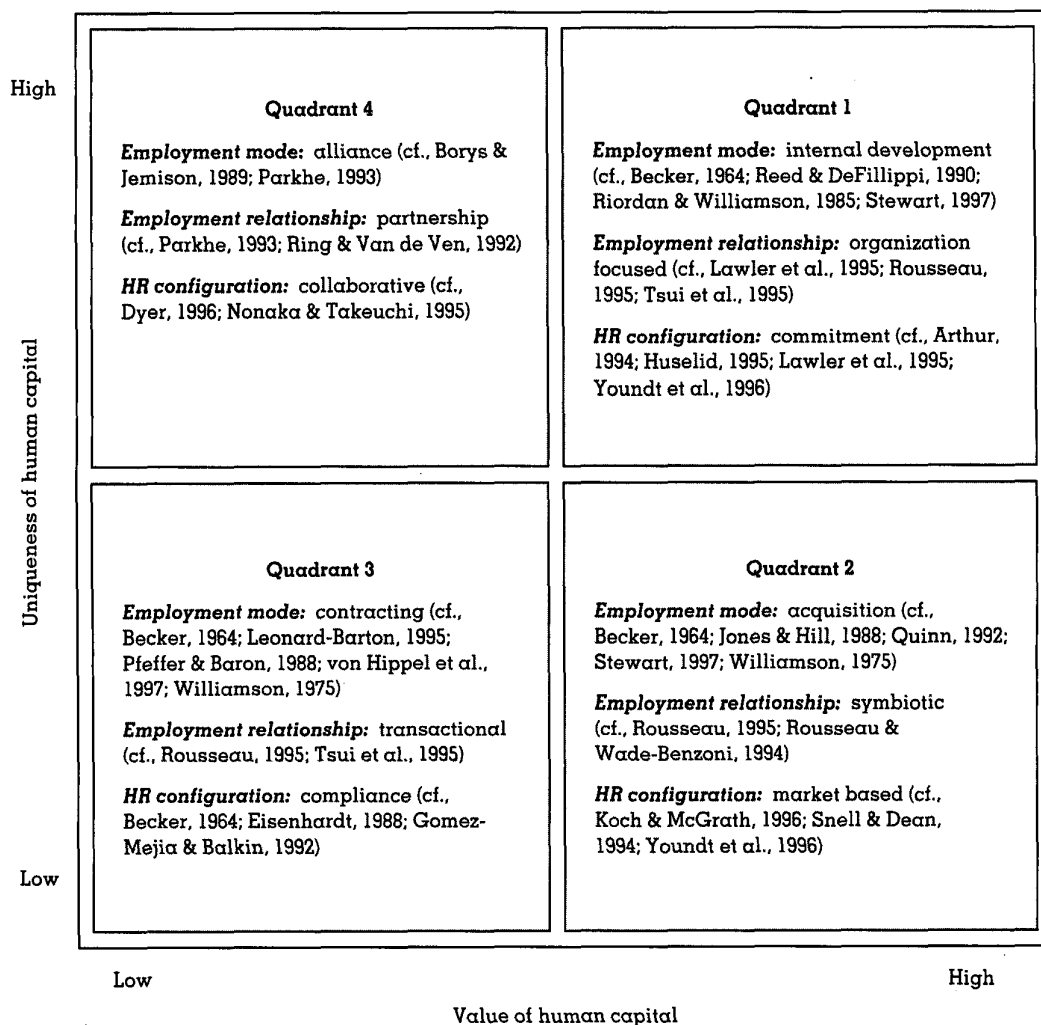 High
Quadrant 4
Employment mode: alliance (cf., Borys &
Jemison, 1989; Parkhe, 1993)
Employment relationship: partnership
(cf., Parkhe, 1993; Ring & Van de Ven, 1992)
HR configuration: collaborative (cf.,
Dyer, 1996; Nonaka & Takeuchi, 1995)
Quadrant 1
Employment mode: internal development
(cf., Becker, 1964; Reed & DeFillippi, 1990;
Riordan & Williamson, 1985; Stewart, 1997)
Employment relationship: organization
focused (cf., Lawler et al., 1995; Rousseau,
1995; Tsui et al., 1995)
HR configuration: commitment (cf., Arthur,
1994; Huselid, 1995; Lawler et al., 1995;
Youndt et al., 1996)
Uniqueness of human capital
Quadrant 3
Employment mode: contracting (cf.,
Becker, 1964; Leonard-Barton, 1995;
Pfeffer & Baron, 1988; von Hippel et al.,
1997; Williamson, 1975)
Employment relationship: transactional
(cf., Rousseau, 1995; Tsui et al., 1995)
HR configuration: compliance (cf.,
Becker, 1964; Eisenhardt, 1988; Gomez-
Mejia & Balkin, 1992)
Quadrant 2
Employment mode: acquisition (cf.,
Becker, 1964; Jones & Hill, 1988; Quinn, 1992;
Stewart, 1997; Williamson, 1975)
Employment relationship: symbiotic
(cf., Rousseau, 1995; Rousseau &
Wade-Benzoni, 1994)
HR configuration: market based (cf.,
Koch & McGrath, 1996; Snell & Dean,
1994; Youndt et al., 1996)
Low
Low
High
Value of human capital